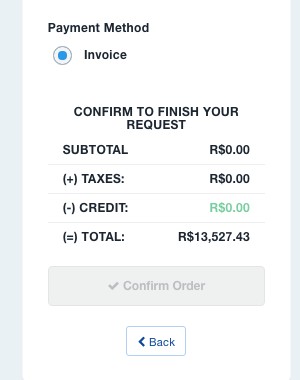 Payment Method
Invoice
CONFIRM TO FINISH YOUR
REQUEST
SUBTOTAL R$0.00
(+) TAXES: R$0.00
(-) CREDIT: R$0.00
(=) TOTAL: R$13,527.43
Confirm Order
Back